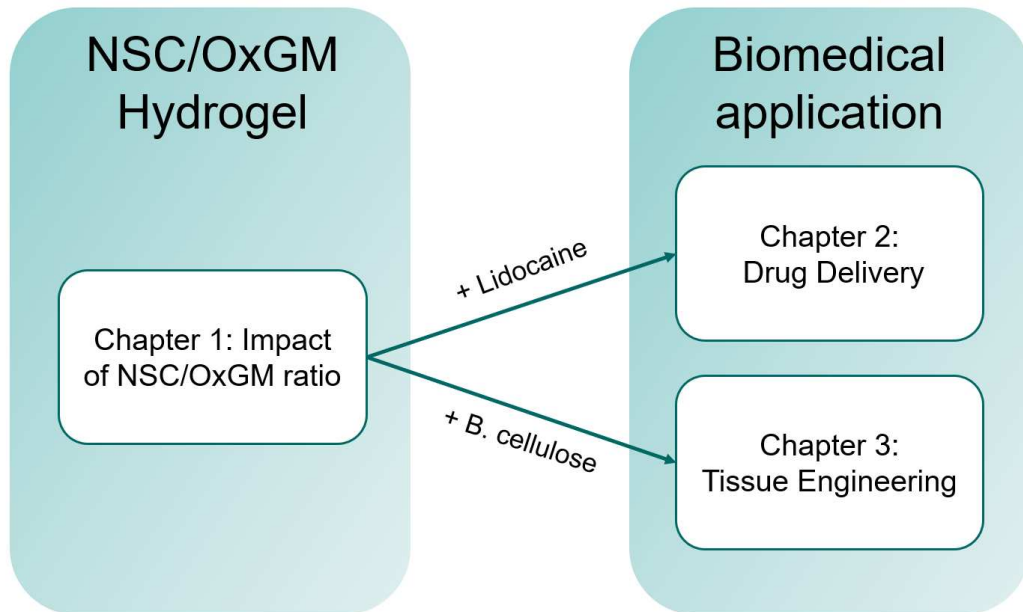 NSC/OxGM
Hydrogel
Chapter 1: Impact
of NSC/OxGM ratio
+ Lidocaine
+ B. cellulose
Biomedical
application
Chapter 2:
Drug Delivery
Chapter 3:
Tissue Engineering